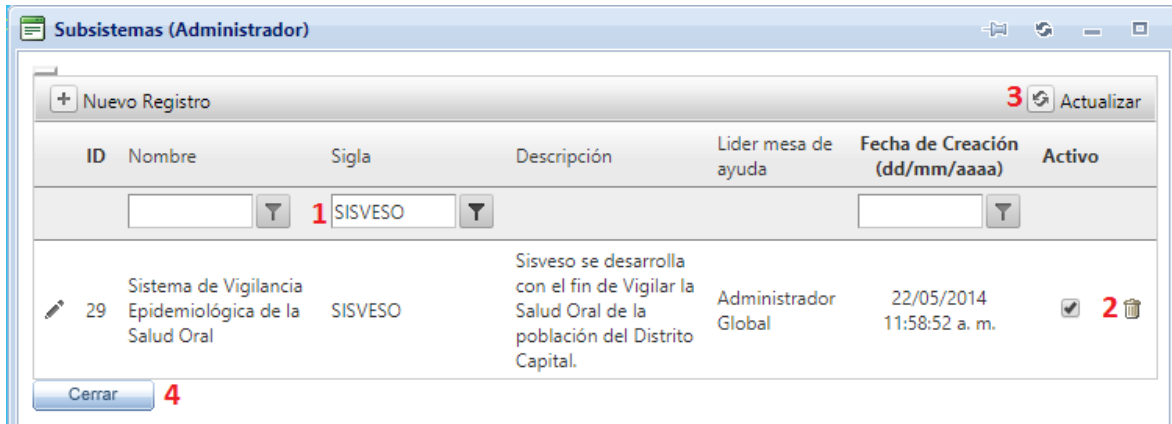 Subsistemas (Administrador)
+ Nuevo Registro
3 Actualizar
ID Nombre Sigla Descripción Lider mesa de ayuda Fecha de Creación (dd/mm/aaaa) Activo
1 SISVESO
Sisveso se desarrolla
con el fin de Vigilar la
Sistema de Vigilancia
29 Epidemiológica de la SISVESO Salud Oral de la Administrador 22/05/2014 2
Salud Oral población del Distrito Global 11:58:52 a. m.
Capital.
Cerrar 4